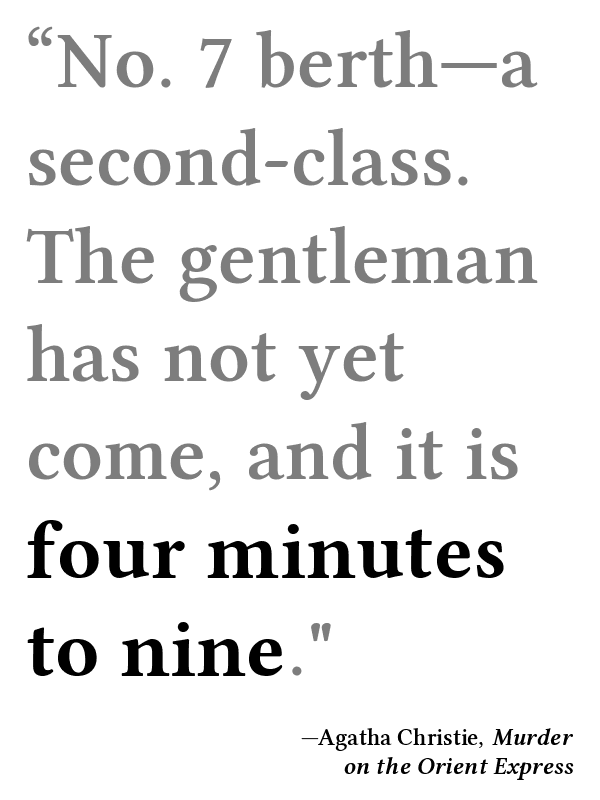 “No. 7 berth—a
second-class.
The gentleman
has not yet
come, and it is
four minutes
to nine."
—Agatha Christie, Murder
on the Orient Express